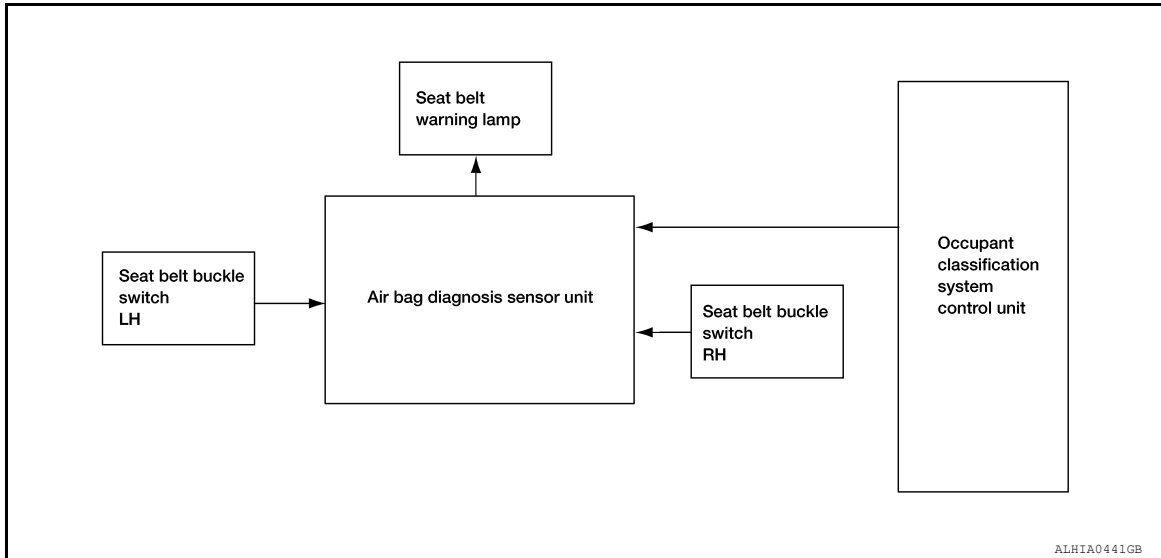 Seat belt
warning lamp
Seat belt buckle
switch
LH
Air bag diagnosis sensor unit
Seat belt buckle
switch
RH
Occupant
classification
system
control unit
ALHIA0441GB